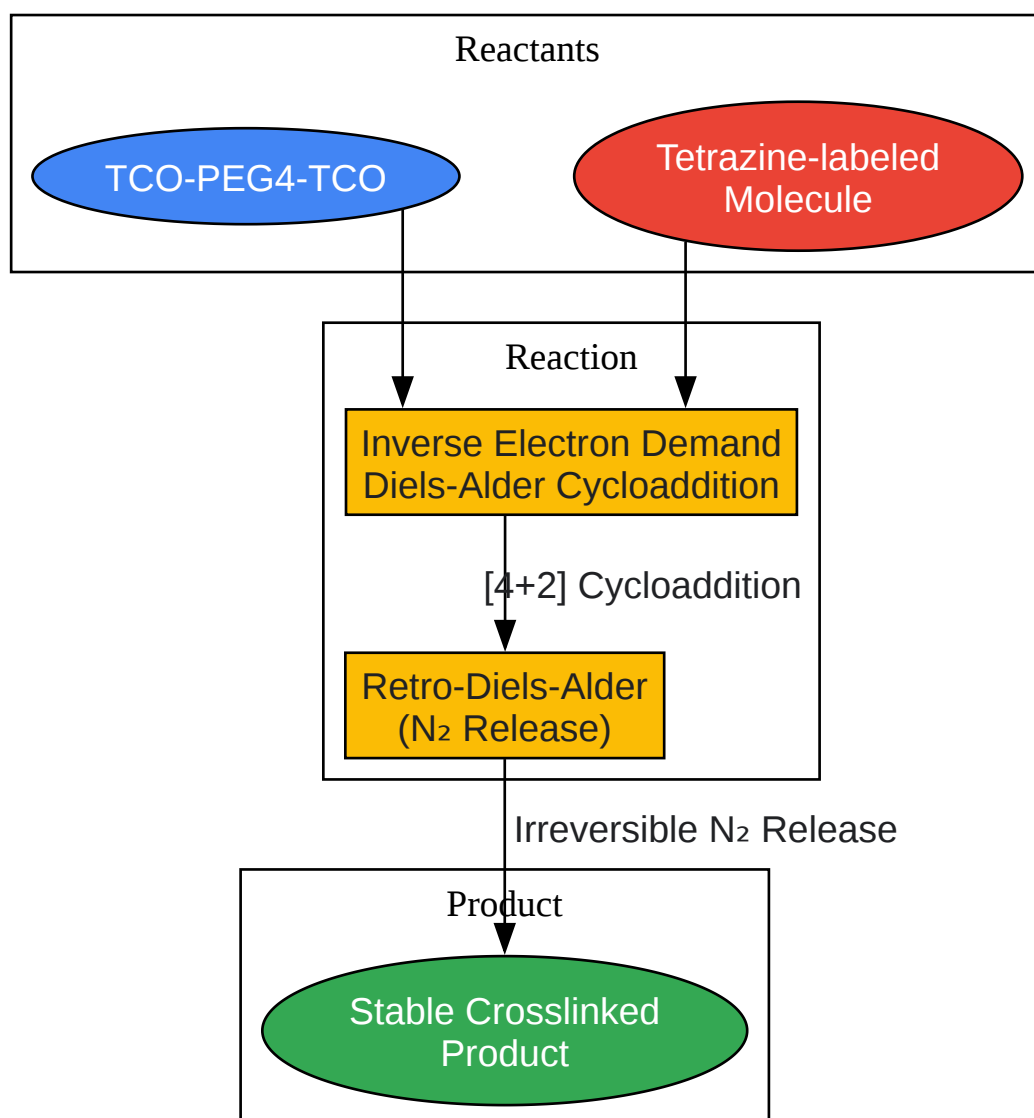 Reactants
TCO-PEG4-TCO
Tetrazine-labeled
Molecule
Reaction
Inverse Electron Demand
Diels-Alder Cycloaddition
[4+2] Cycloaddition
Retro-Diels-Alder
(N₂ Release)
Irreversible N₂ Release
Product
Stable Crosslinked
Product